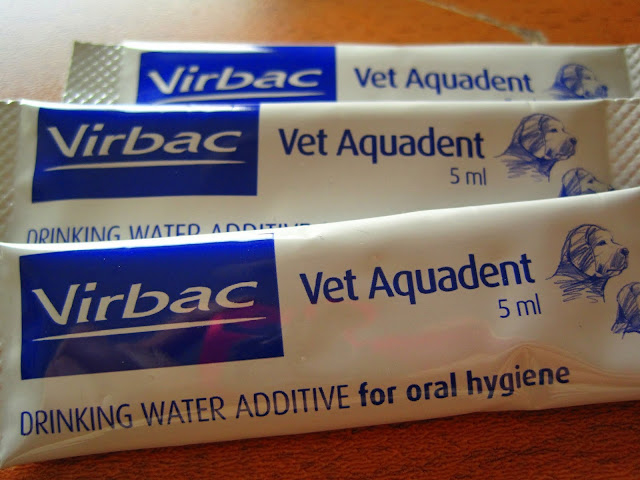 Virbac Vet Aquadent
Virbac Vet Aquadent
5 ml
DRINKING WATER ADDITIVE
Virbac Vet Aquadent
5 ml
DRINKING WATER ADDITIVE for oral hygiene